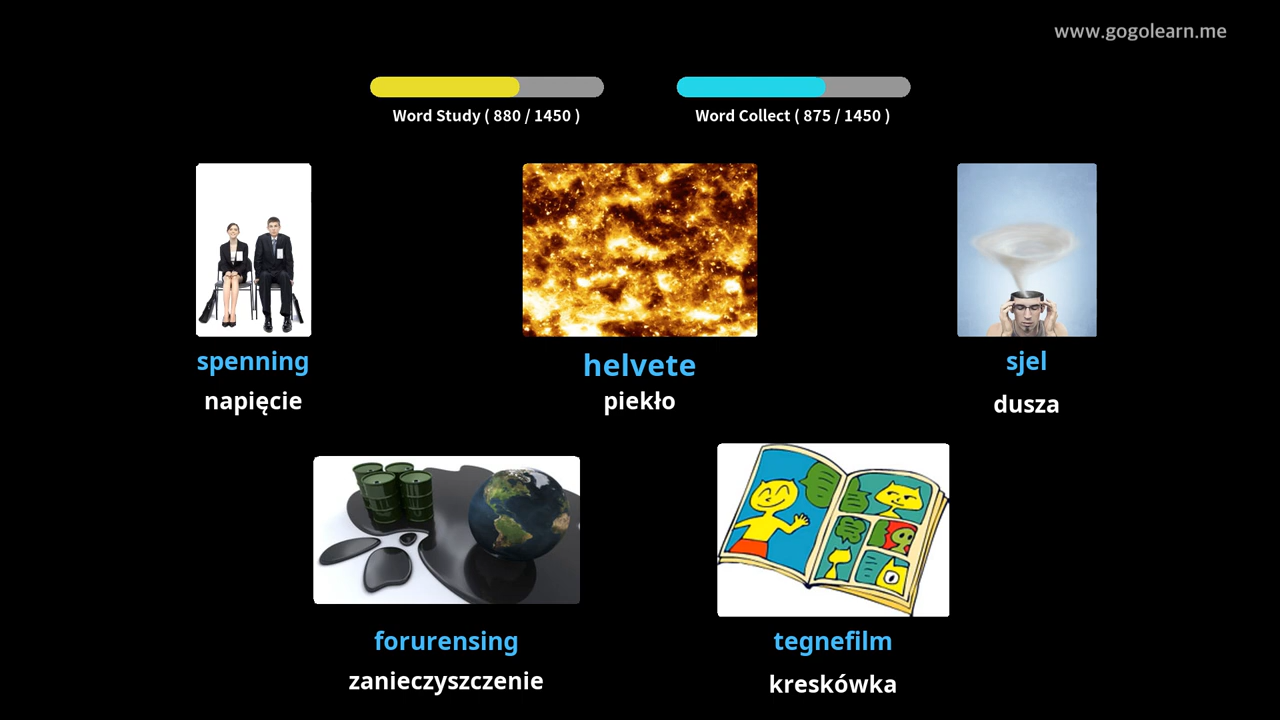 www.gogolearn.me
Word Study ( 880 / 1450 )
Word Collect ( 875 / 1450 )
spenning
napięcie
helvete
piekło
sjel
dusza
forurensing
zanieczyszczenie
tegnefilm
kreskówka